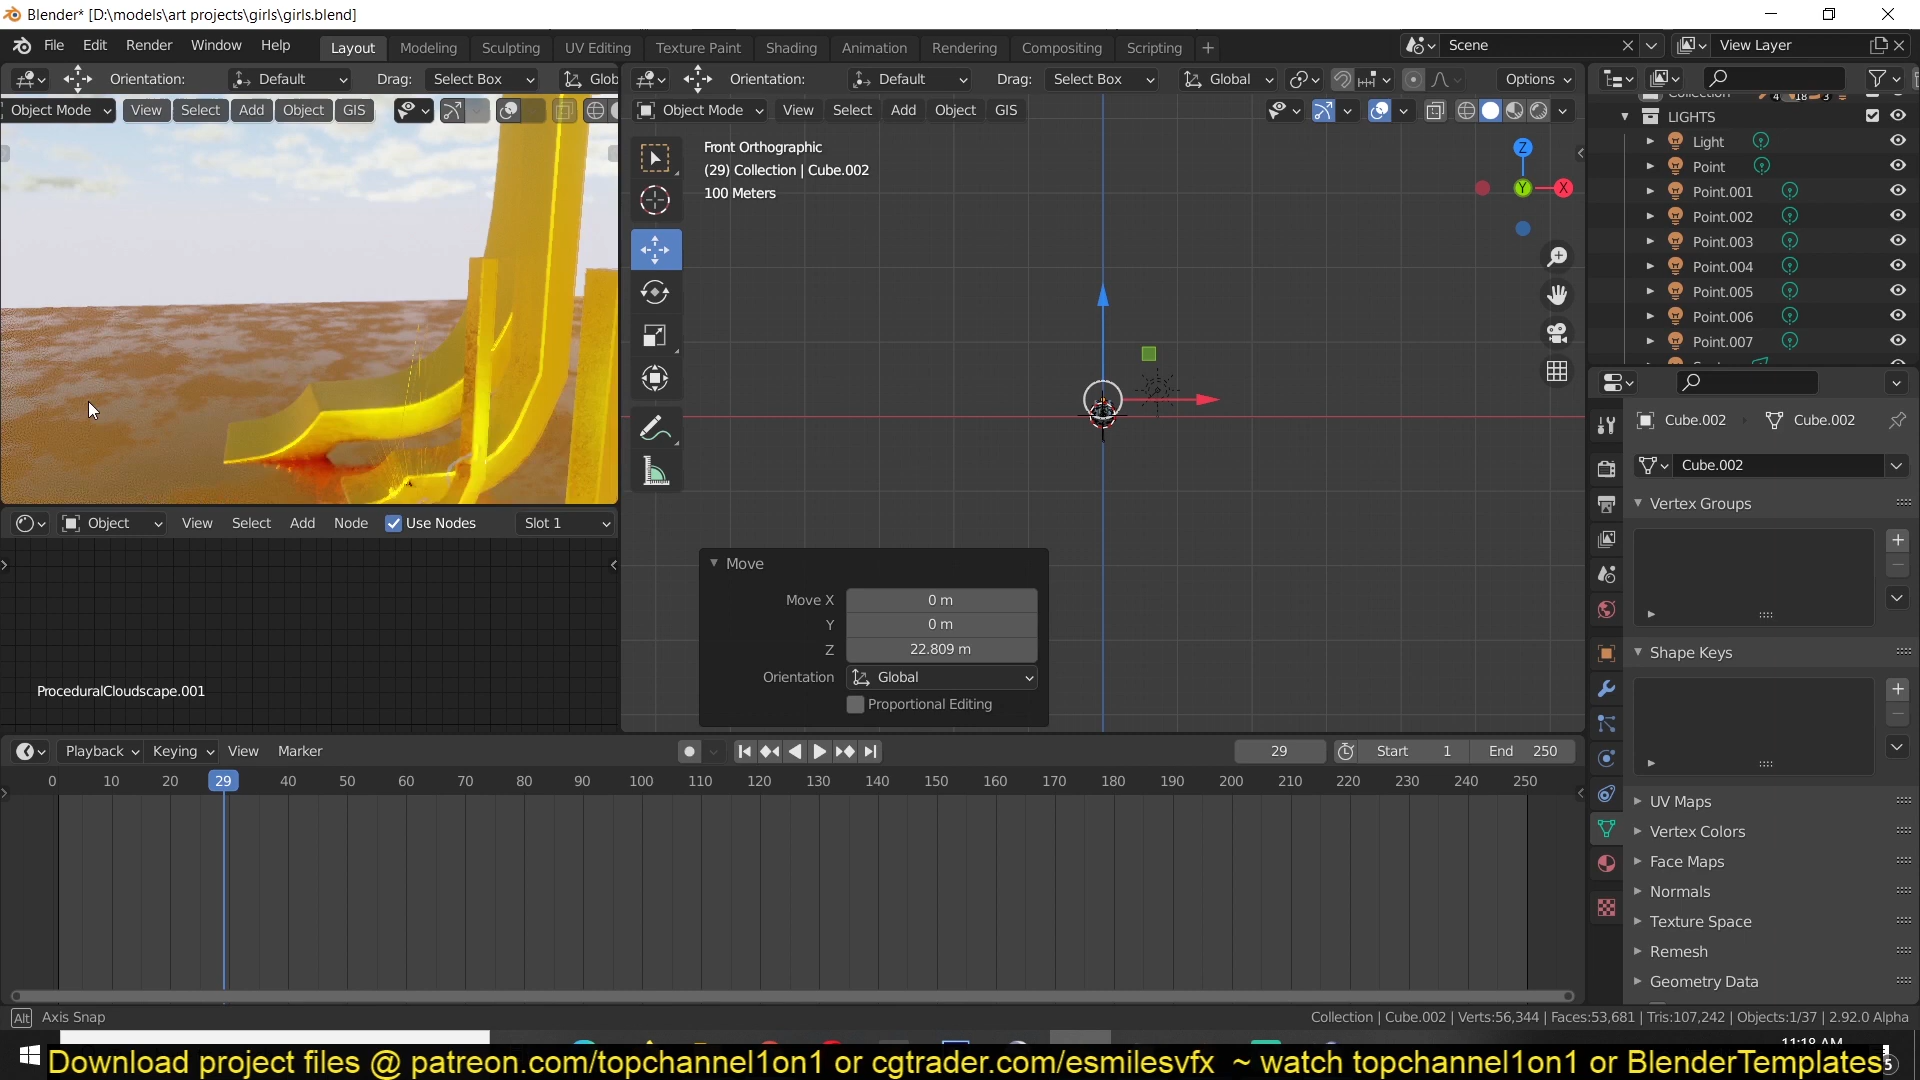 Blender* [D:\models\art projects\girls\girls.blend]
File Edit Render Window Help Layout Modeling Sculpting UV Editing Texture Paint Shading Animation Rendering Compositing Scripting + Scene View Layer
Orientation: Default Drag: Select Box Glob Orientation: Default Drag: Select Box Global Options
Object Mode View Select Add Object GIS Object Mode View Select Add Object GIS
Front Orthographic
(29) Collection | Cube.002
100 Meters
Z
Y
X
Collection 4 18 3
LIGHTS
Light
Point
Point.001
Point.002
Point.003
Point.004
Point.005
Point.006
Point.007
Cube.002 Cube.002
Cube.002
Vertex Groups
Shape Keys
UV Maps
Vertex Colors
Face Maps
Normals
Texture Space
Remesh
Geometry Data
Object View Select Add Node Use Nodes Slot 1
ProceduralCloudscape.001
Move
Move X 0 m
Y 0 m
Z 22.809 m
Orientation Global
Proportional Editing
Playback Keying View Marker 29 Start 1 End 250
0 10 20 29 40 50 60 70 80 90 100 110 120 130 140 150 160 170 180 190 200 210 220 230 240 250
Alt Axis Snap Collection | Cube.002 | Verts:56,344 | Faces:53,681 | Tris:107,242 | Objects:1/37 | 2.92.0 Alpha
11:18 AM
Download project files @ patreon.com/topchannel1on1 or cgtrader.com/esmilesvfx ~ watch topchannel1on1 or BlenderTemplates